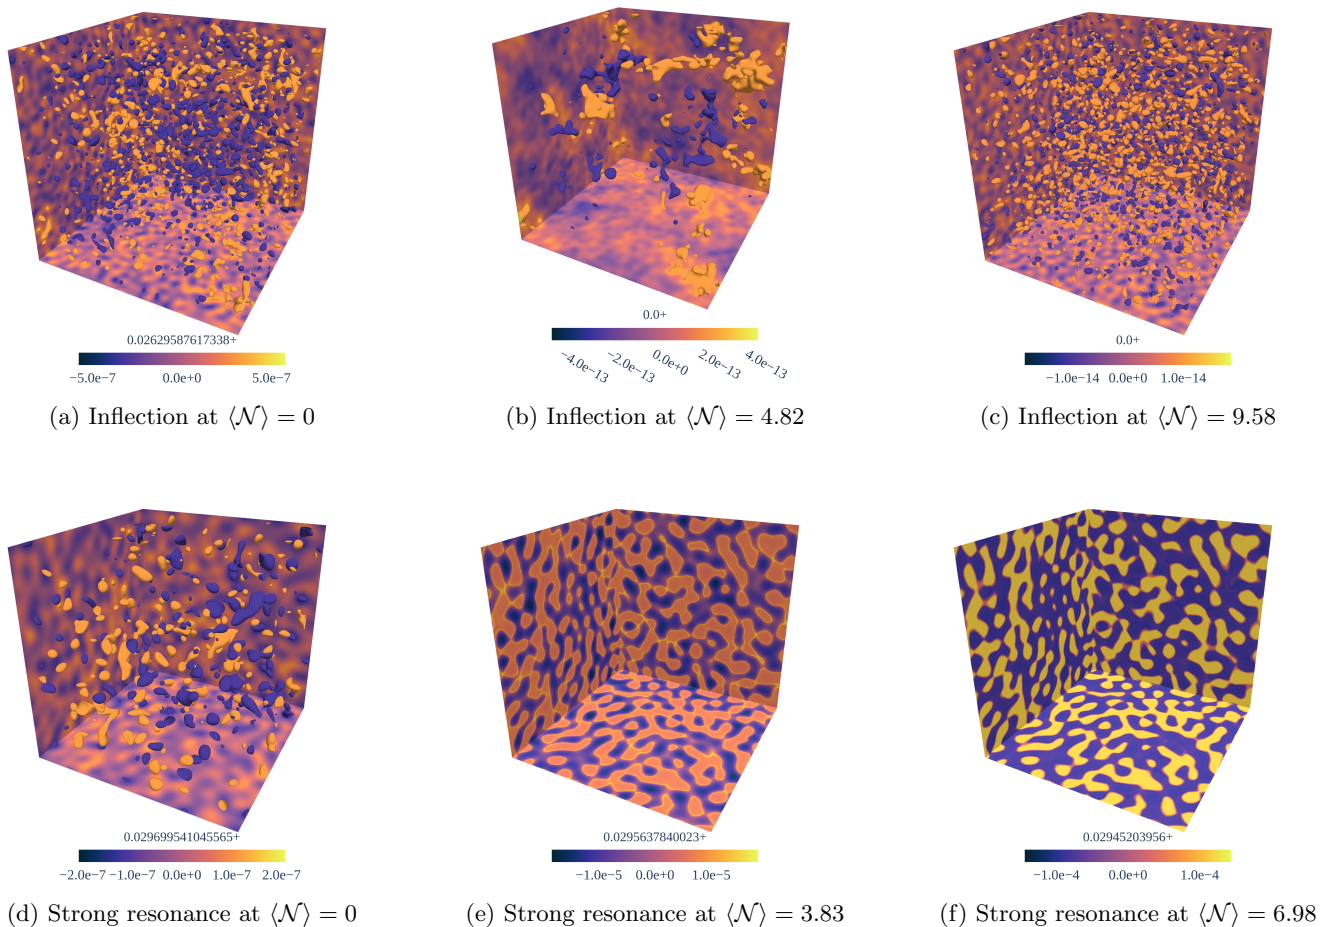 0.02629587617338+
−5.0e−7 0.0e+0 5.0e−7
(a) Inflection at ⟨𝒩⟩ = 0
0.0+
−4.0e−13 −2.0e−13 0.0e+0 2.0e−13 4.0e−13
(b) Inflection at ⟨𝒩⟩ = 4.82
0.0+
−1.0e−14 0.0e+0 1.0e−14
(c) Inflection at ⟨𝒩⟩ = 9.58
0.029699541045565+
−2.0e−7 −1.0e−7 0.0e+0 1.0e−7 2.0e−7
(d) Strong resonance at ⟨𝒩⟩ = 0
0.0295637840023+
−1.0e−5 0.0e+0 1.0e−5
(e) Strong resonance at ⟨𝒩⟩ = 3.83
0.02945203956+
−1.0e−4 0.0e+0 1.0e−4
(f) Strong resonance at ⟨𝒩⟩ = 6.98